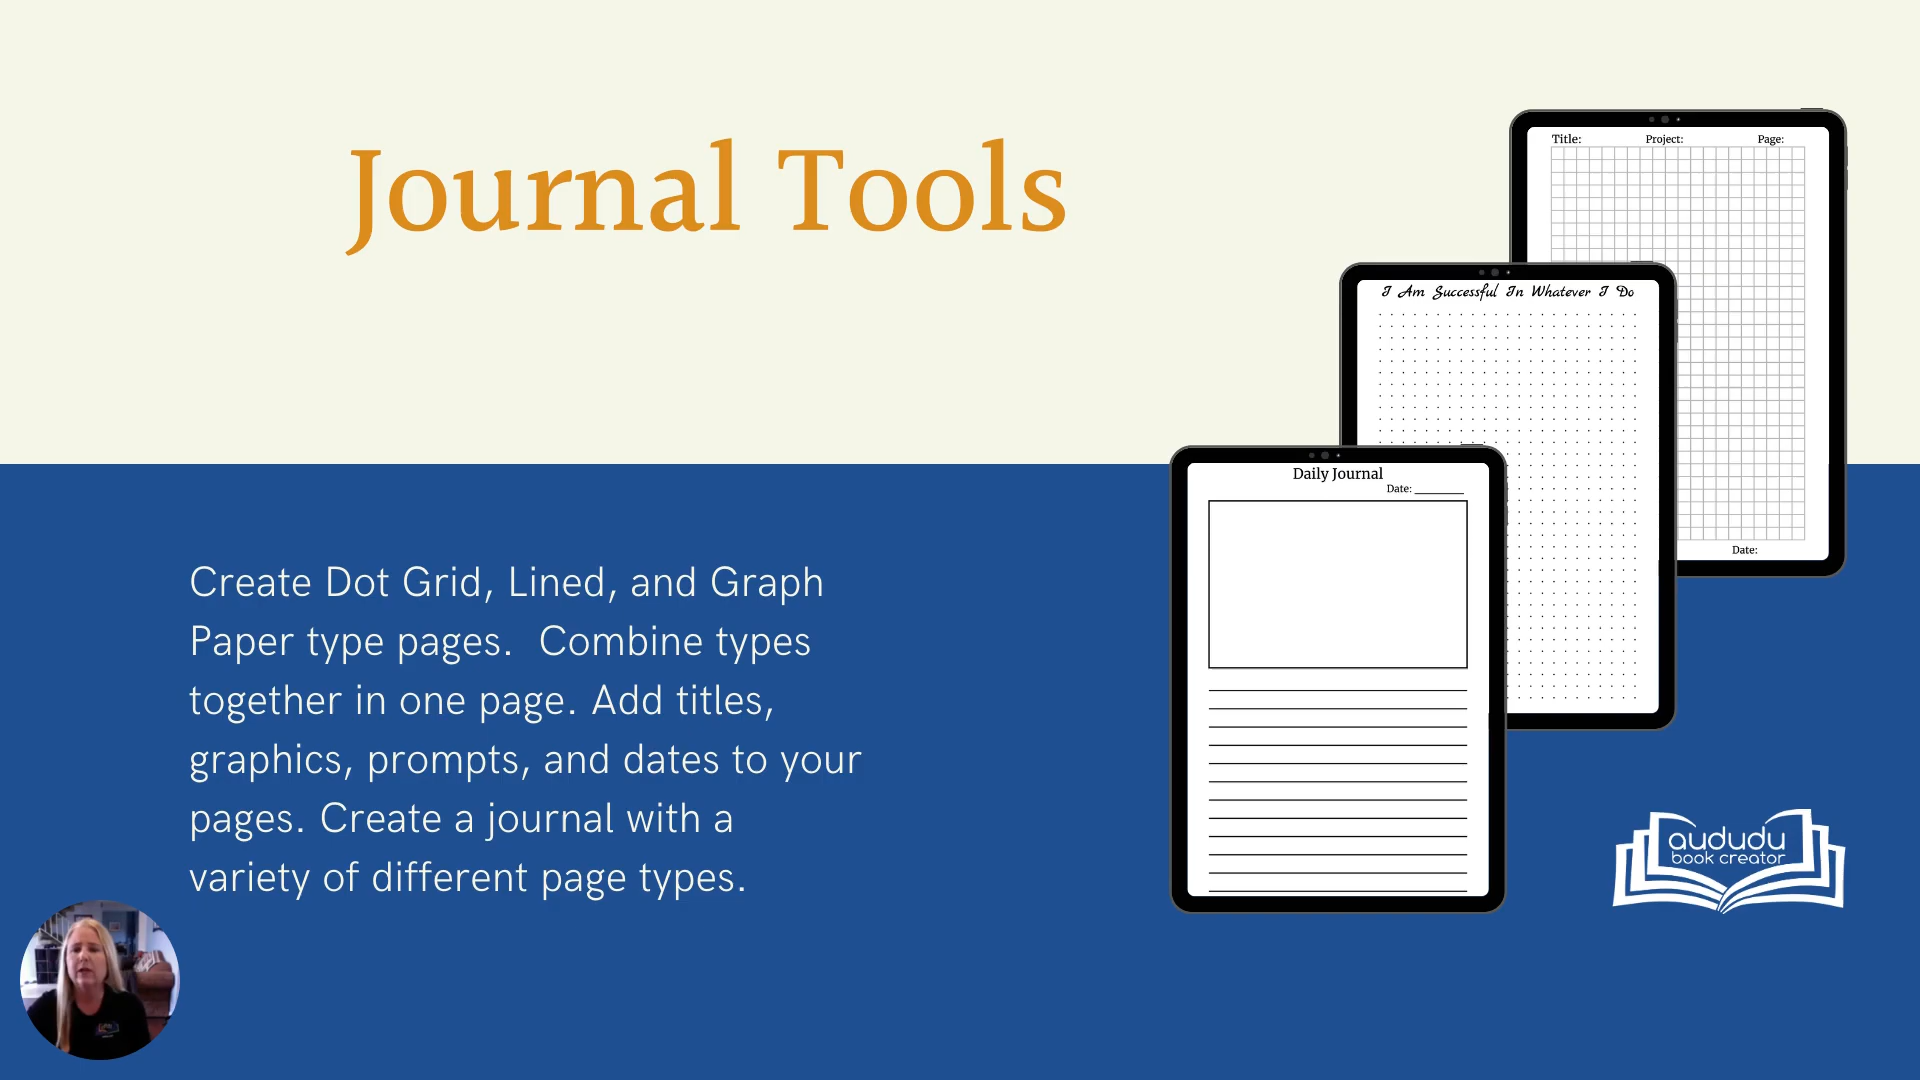 Journal Tools
Create Dot Grid, Lined, and Graph
Paper type pages.  Combine types
together in one page. Add titles,
graphics, prompts, and dates to your
pages. Create a journal with a
variety of different page types.
Title: Project: Page:
Date:
I Am Successful In Whatever I Do
Daily Journal
Date: ________
aududu
book creator